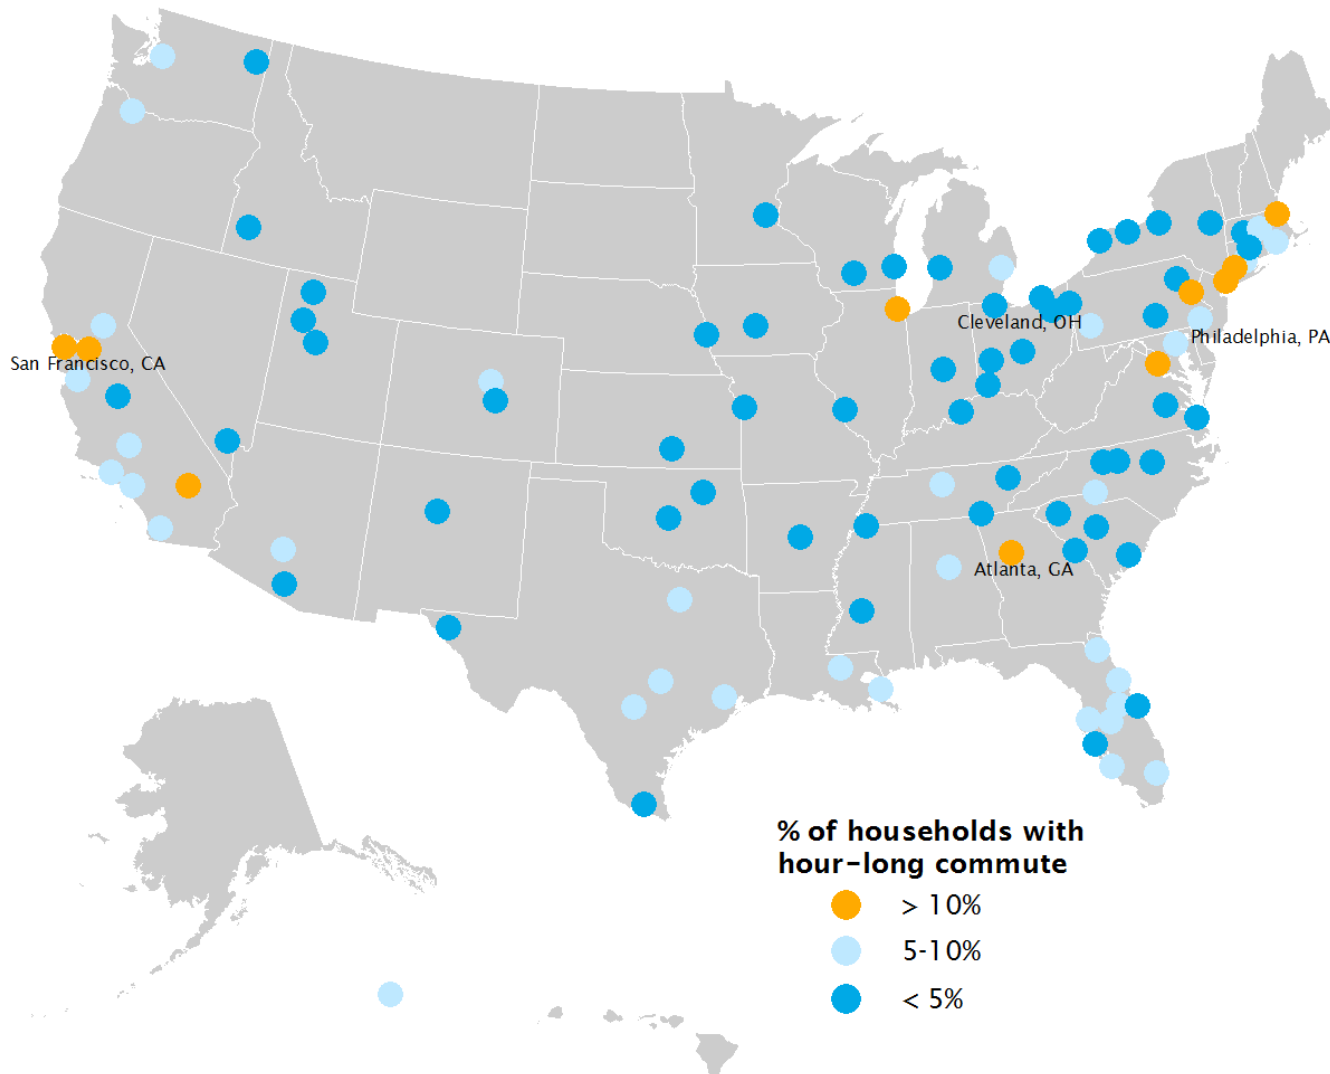 Cleveland, OH
Philadelphia, PA
San Francisco, CA
Atlanta, GA
% of households with
hour-long commute
> 10%
5-10%
< 5%